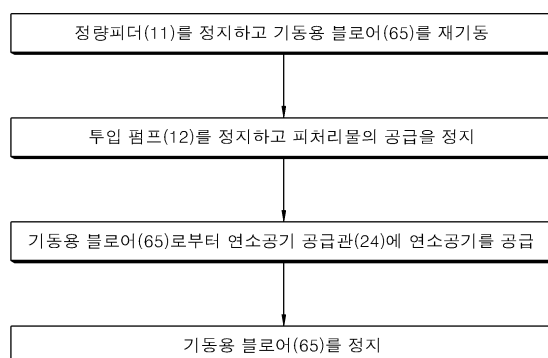 정량피더(11)를 정지하고 기동용 블로어(65)를 재기동
투입 펌프(12)를 정지하고 피처리물의 공급을 정지
기동용 블로어(65)로부터 연소공기 공급관(24)에 연소공기를 공급
기동용 블로어(65)를 정지